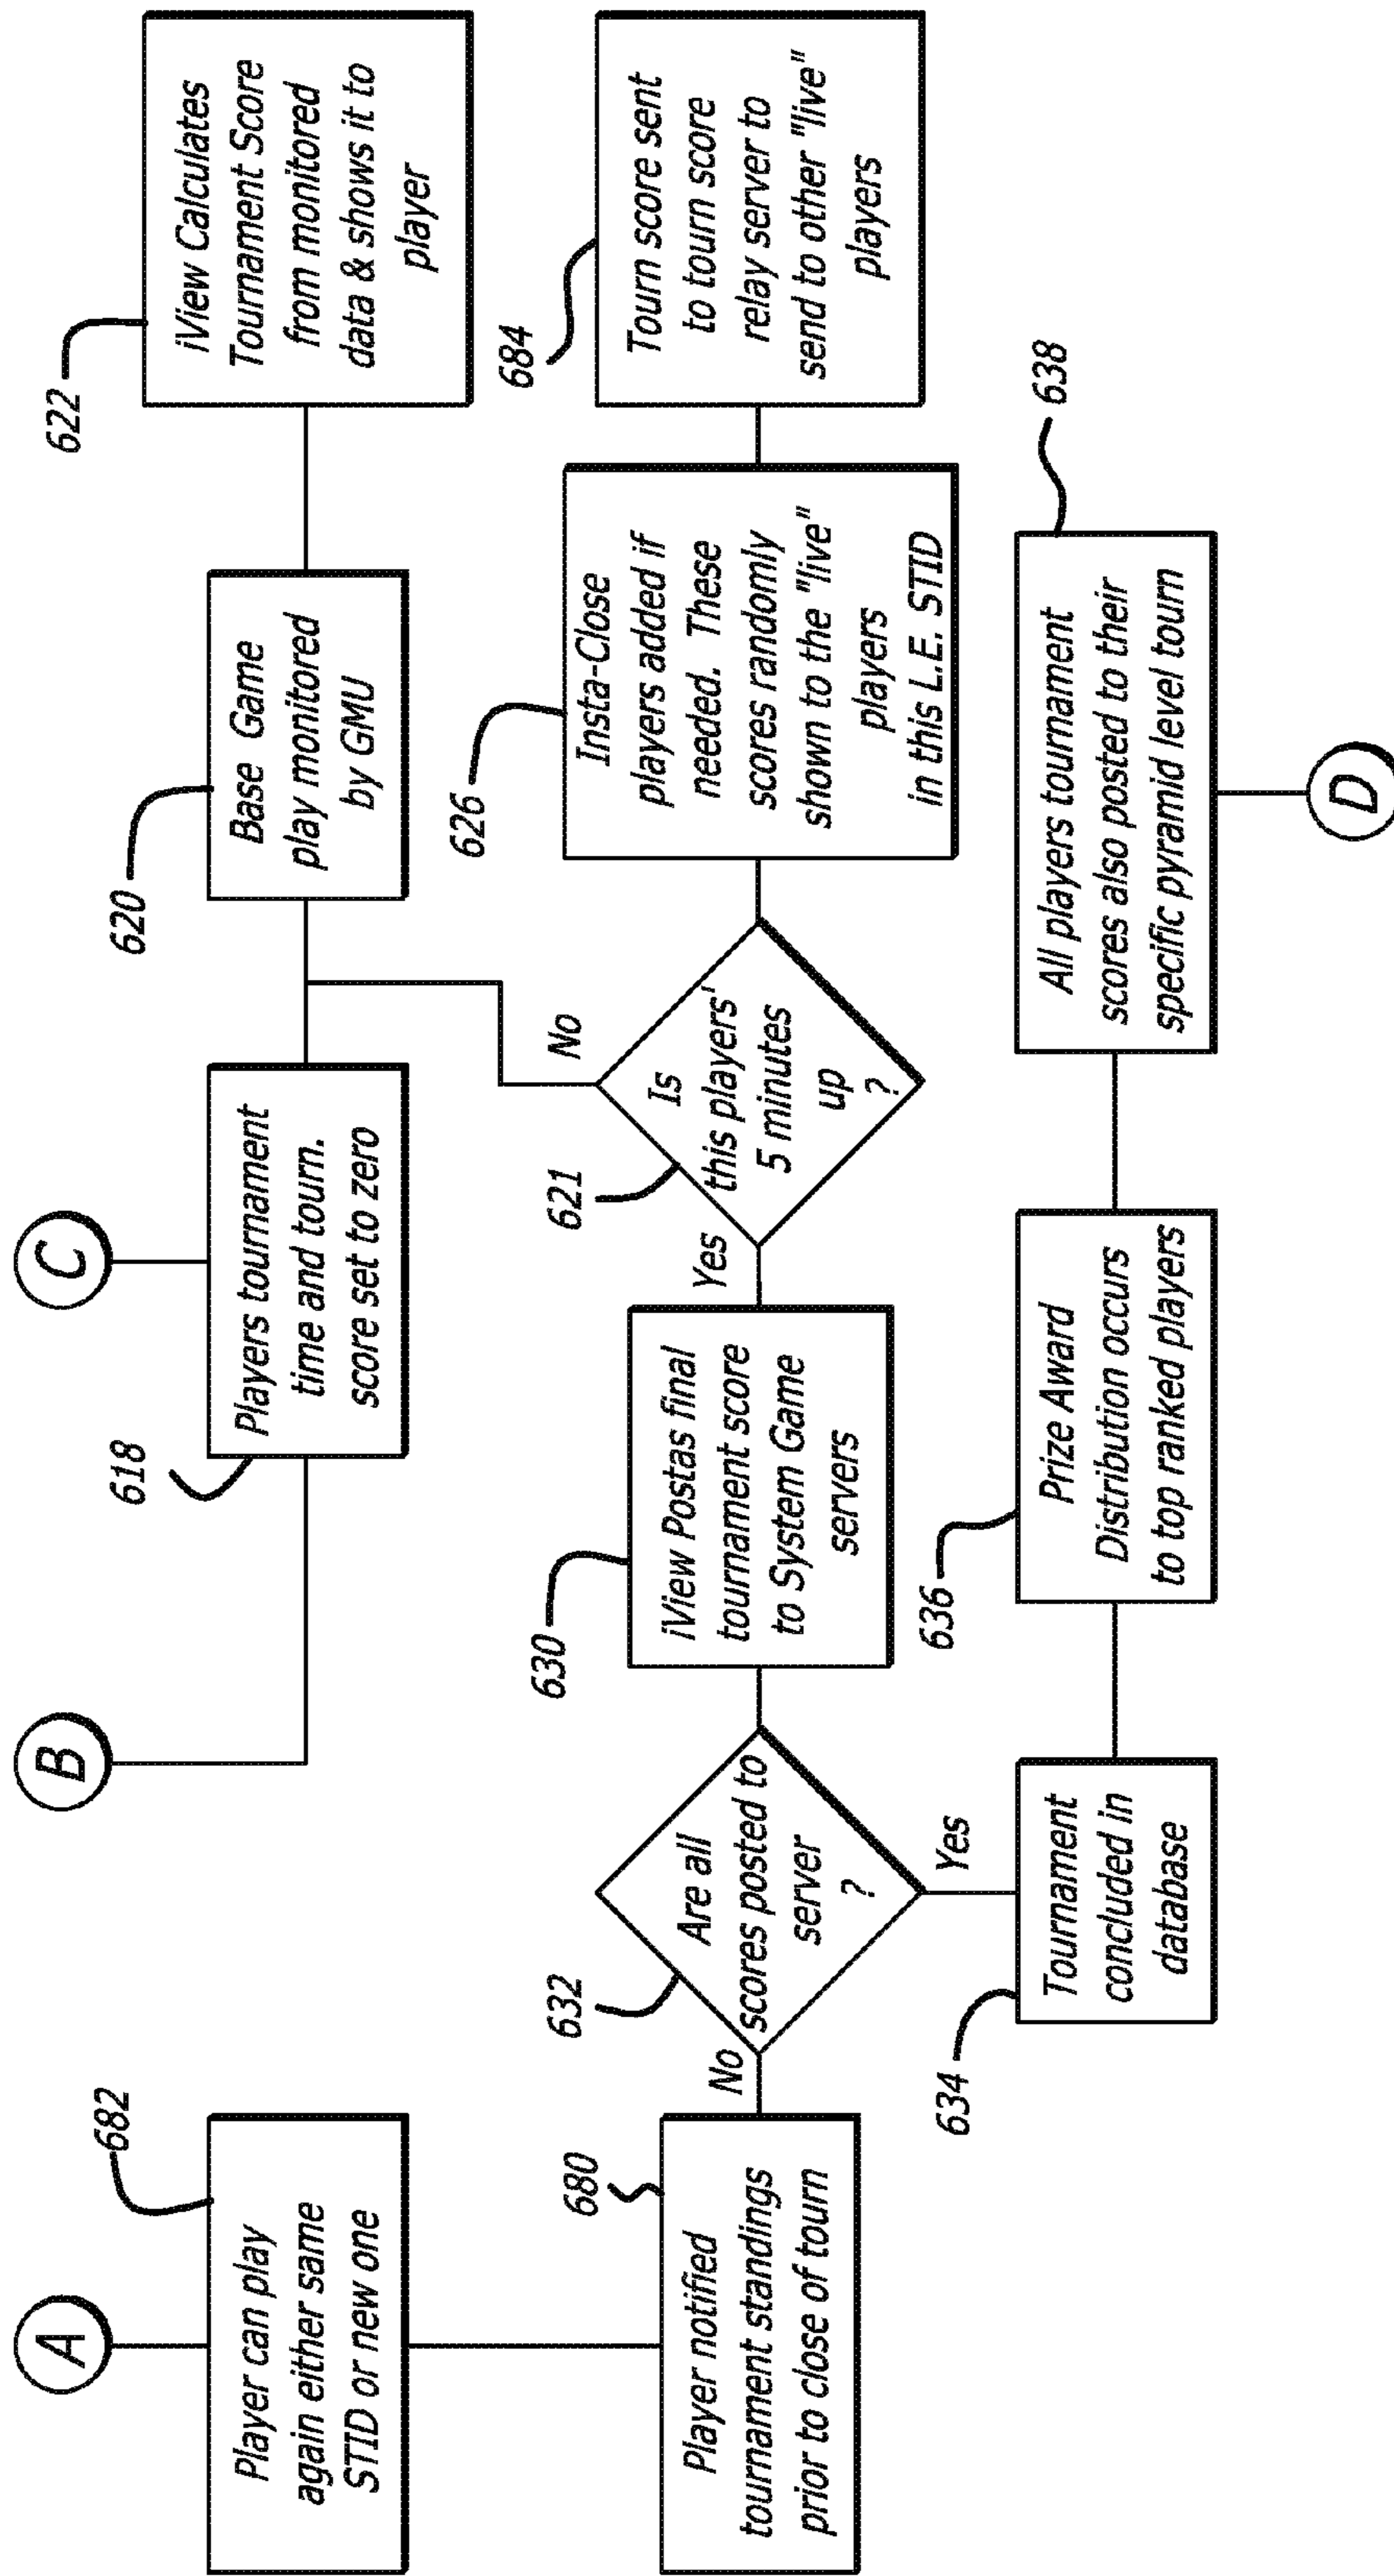 A
B
C
682
Player can play
again either same
STID or new one
618
Players tournament
time and tourn.
score set to zero
620
Base Game
play monitored
by GMU
622
iView Calculates
Tournament Score
from monitored
data & shows it to
player
680
Player notified
tournament standings
prior to close of tourn
No
632
Are all
scores posted to
server
?
Yes
630
iView Postas final
tournament score
to System Game
servers
Yes
621
Is
this players'
5 minutes
up
?
No
626
Insta-Close
players added if
needed. These
scores randomly
shown to the "live"
players
in this L.E. STID
684
Tourn score sent
to tourn score
relay server to
send to other "live"
players
634
Tournament
concluded in
database
636
Prize Award
Distribution occurs
to top ranked players
638
All players tournament
scores also posted to their
specific pyramid level tourn
D